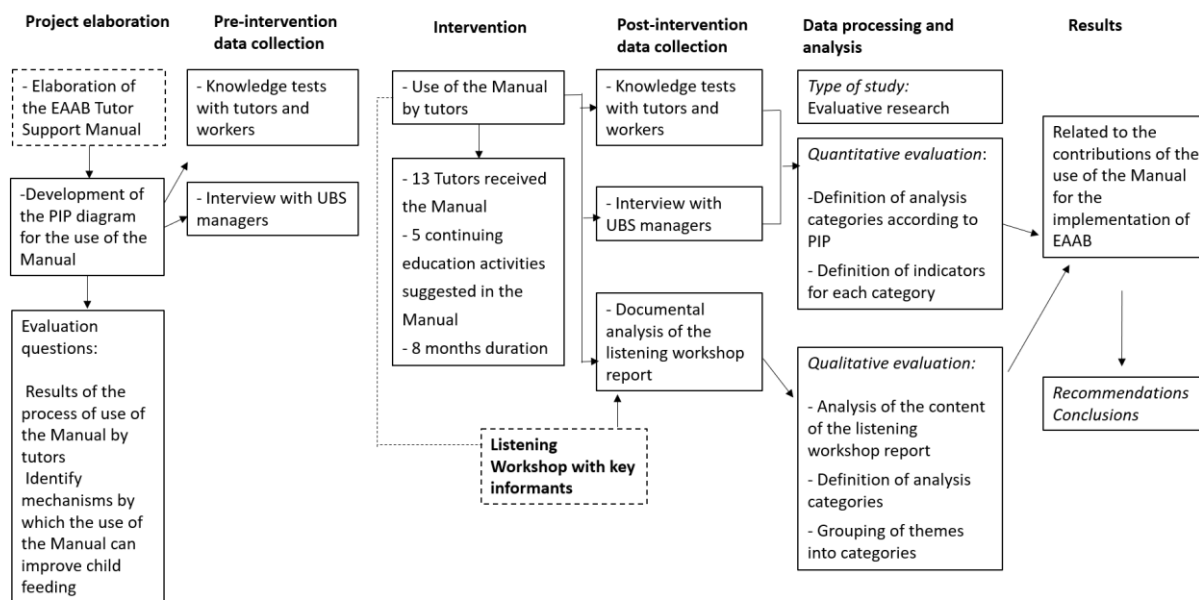 Project elaboration
- Elaboration of
the EAAB Tutor
Support Manual
-Development of
the PIP diagram
for the use of the
Manual
Evaluation
questions:
Results of the
process of use of
the Manual by
tutors
Identify
mechanisms by
which the use of
the Manual can
improve child
feeding
Pre-intervention
data collection
- Knowledge tests
with tutors and
workers
- Interview with UBS
managers
Intervention
- Use of the Manual
by tutors
- 13 Tutors received
the Manual
- 5 continuing
education activities
suggested in the
Manual
- 8 months duration
Listening
Workshop with key
informants
Post-intervention
data collection
- Knowledge tests
with tutors and
workers
- Interview with UBS
managers
- Documental
analysis of the
listening workshop
report
Data processing and
analysis
Type of study:
Evaluative research
Quantitative evaluation:
-Definition of analysis
categories according to
PIP
- Definition of indicators
for each category
Qualitative evaluation:
- Analysis of the content
of the listening
workshop report
- Definition of analysis
categories
- Grouping of themes
into categories
Results
Related to the
contributions of the
use of the Manual
for the
implementation of
EAAB
Recommendations
Conclusions